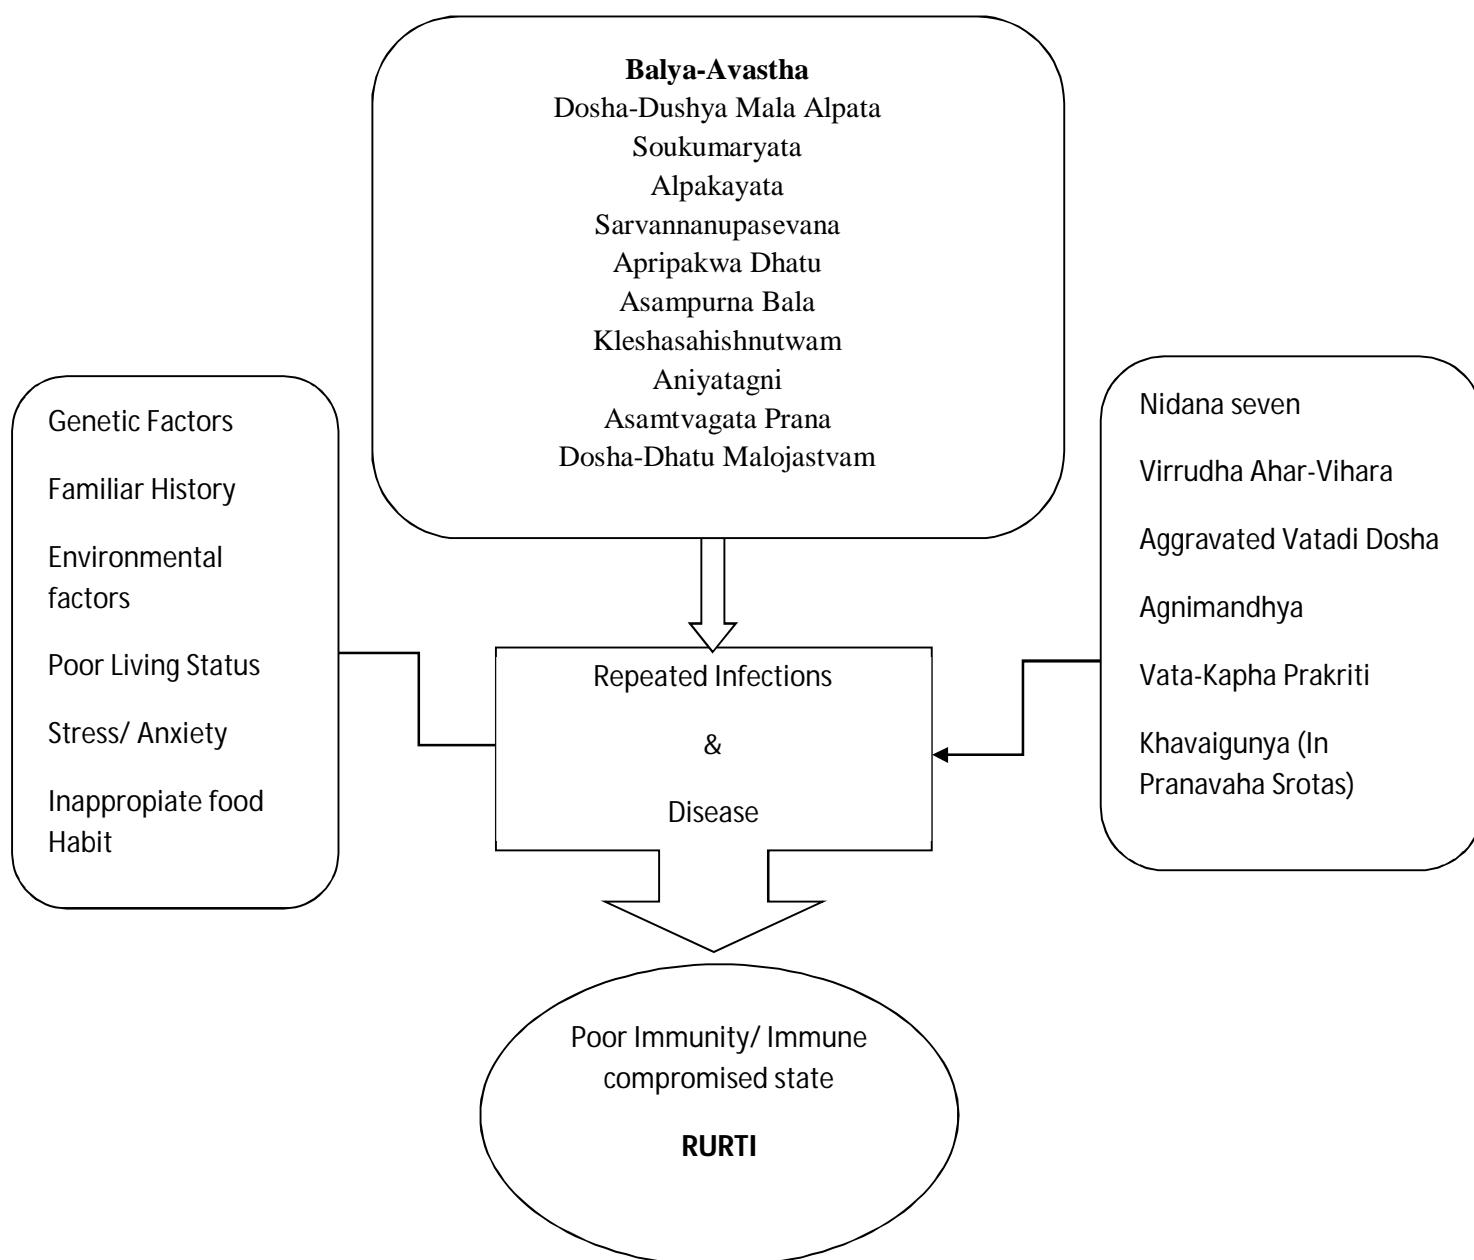 Balya-Avastha
Dosha-Dushya Mala Alpata
Soukumaryata
Alpakayata
Sarvannanupasevana
Apripakwa Dhatu
Asampurna Bala
Kleshasahishnutwam
Aniyatagni
Asamtvagata Prana
Dosha-Dhatu Malojastvam
Genetic Factors
Familiar History
Environmental
factors
Poor Living Status
Stress/ Anxiety
Inappropiate food
Habit
Nidana seven
Virrudha Ahar-Vihara
Aggravated Vatadi Dosha
Agnimandhya
Vata-Kapha Prakriti
Khavaigunya (In
Pranavaha Srotas)
Repeated Infections
&
Disease
Poor Immunity/ Immune
compromised state
RURTI